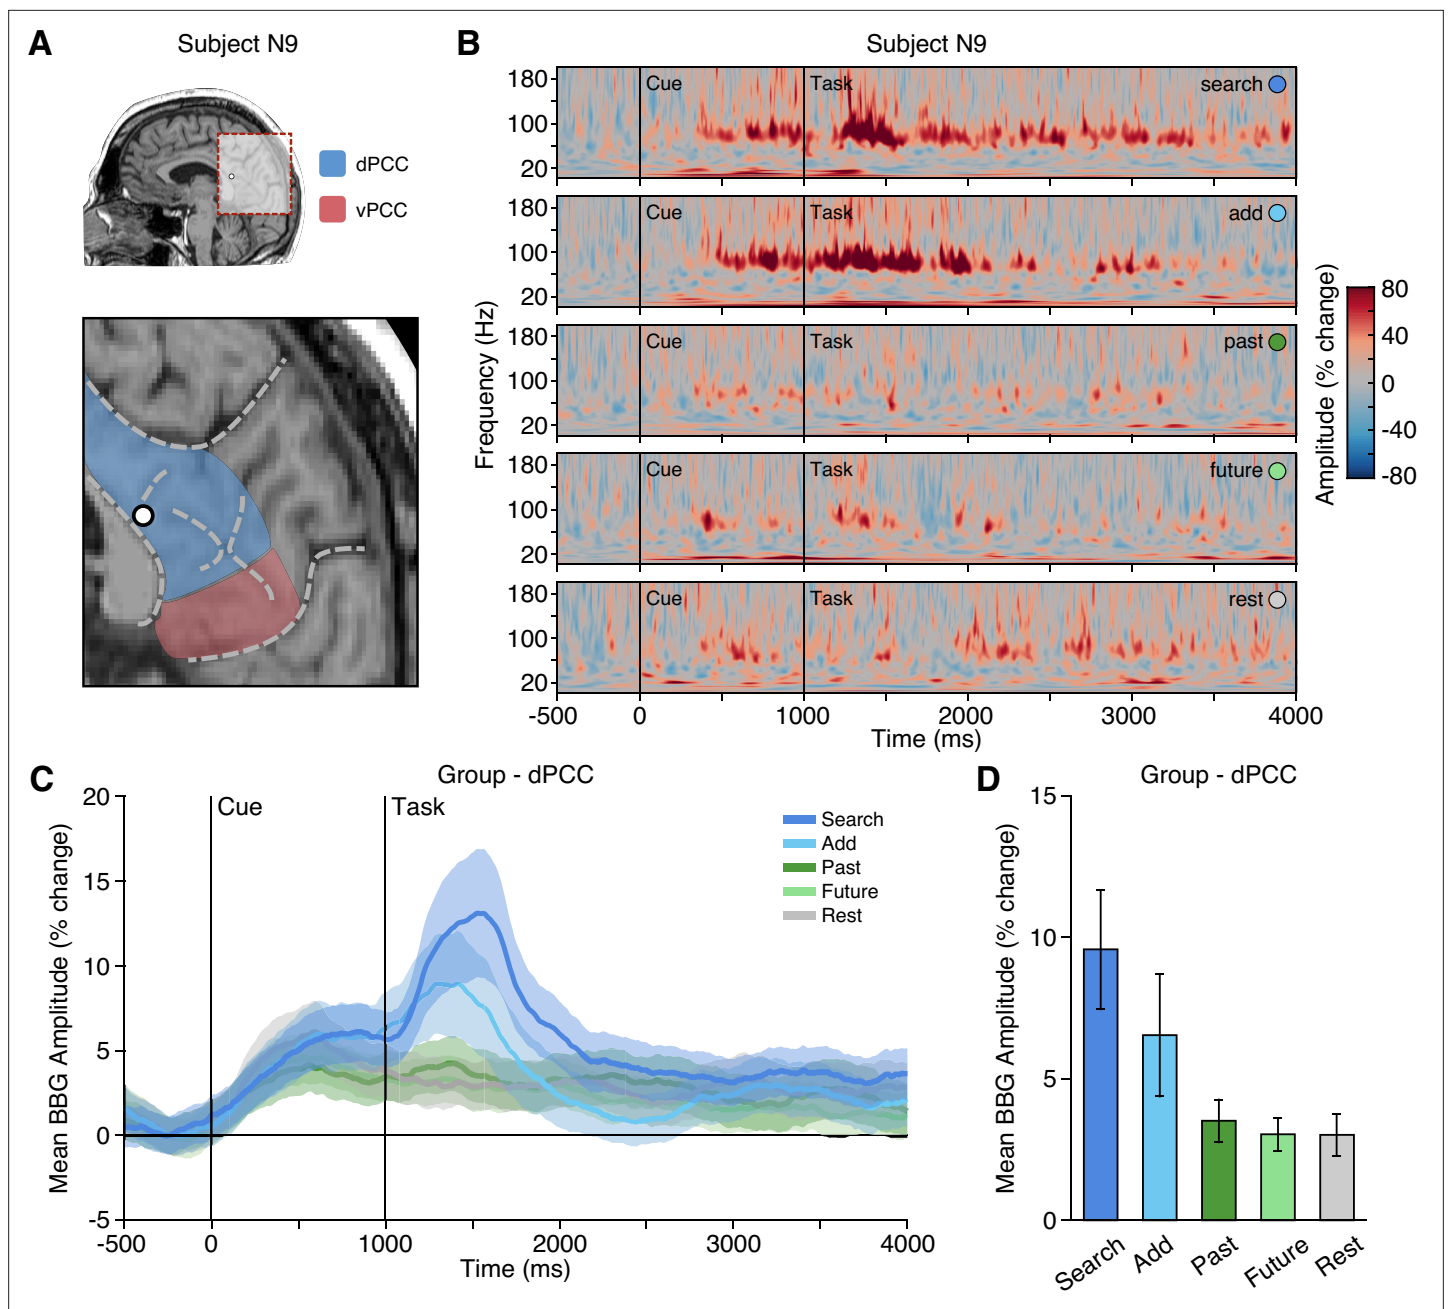 A
Subject N9
dPCC
vPCC
B
Subject N9
Frequency (Hz)
180
100
20
Cue
Task
search
180
100
20
Cue
Task
add
180
100
20
Cue
Task
past
180
100
20
Cue
Task
future
180
100
20
Cue
Task
rest
-500
0
1000
2000
3000
4000
Time (ms)
Amplitude (% change)
80
40
0
-40
-80
C
Group - dPCC
Mean BBG Amplitude (% change)
20
15
10
5
0
-5
Cue
Task
Search
Add
Past
Future
Rest
-500
0
1000
2000
3000
4000
Time (ms)
D
Group - dPCC
Mean BBG Amplitude (% change)
15
10
5
0
Search
Add
Past
Future
Rest